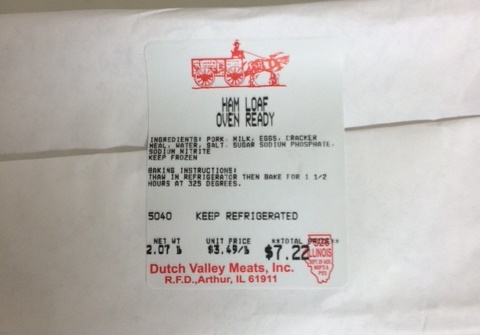 HAM LOAF
OVEN READY
INGREDIENTS: PORK, MILK, EGGS, CRACKER
MEAL, WATER, SALT, SUGAR SODIUM PHOSPHATE,
SODIUM NITRITE
KEEP FROZEN
BAKING INSTRUCTIONS:
THAW IN REFRIGERATOR THEN BAKE FOR 1 1/2
HOURS AT 325 DEGREES.
5040 KEEP REFRIGERATED
NET WT UNIT PRICE **TOTAL PRICE**
2.07 lb $3.49/lb $7.22
ILLINOIS
Dutch Valley Meats, Inc.
R.F.D., Arthur, IL 61911